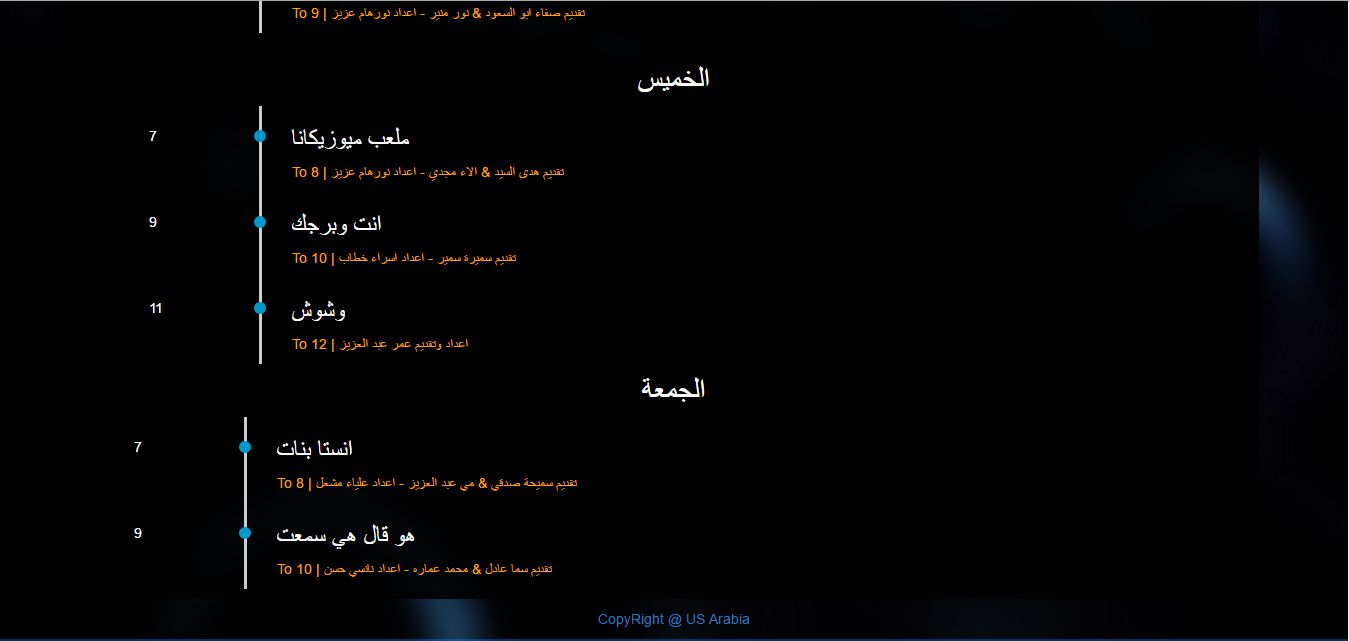 To 9 | تقديم صفاء ابو السعود & نور منير - اعداد نورهام عزيز
الخميس
7
ملعب ميوزيكانا
To 8 | تقديم هدى السيد & الاء مجدي - اعداد نورهام عزيز
9
انت وبرجك
To 10 | تقديم سميرة سمير - اعداد اسراء خطاب
11
وشوش
To 12 | اعداد وتقديم عمر عبد العزيز
الجمعة
7
انستا بنات
To 8 | تقديم سميحة صدقي & مي عبد العزيز - اعداد علياء مشعل
9
هو قال هي سمعت
To 10 | تقديم سما عادل & محمد عماره - اعداد نانسي حسن
CopyRight @ US Arabia